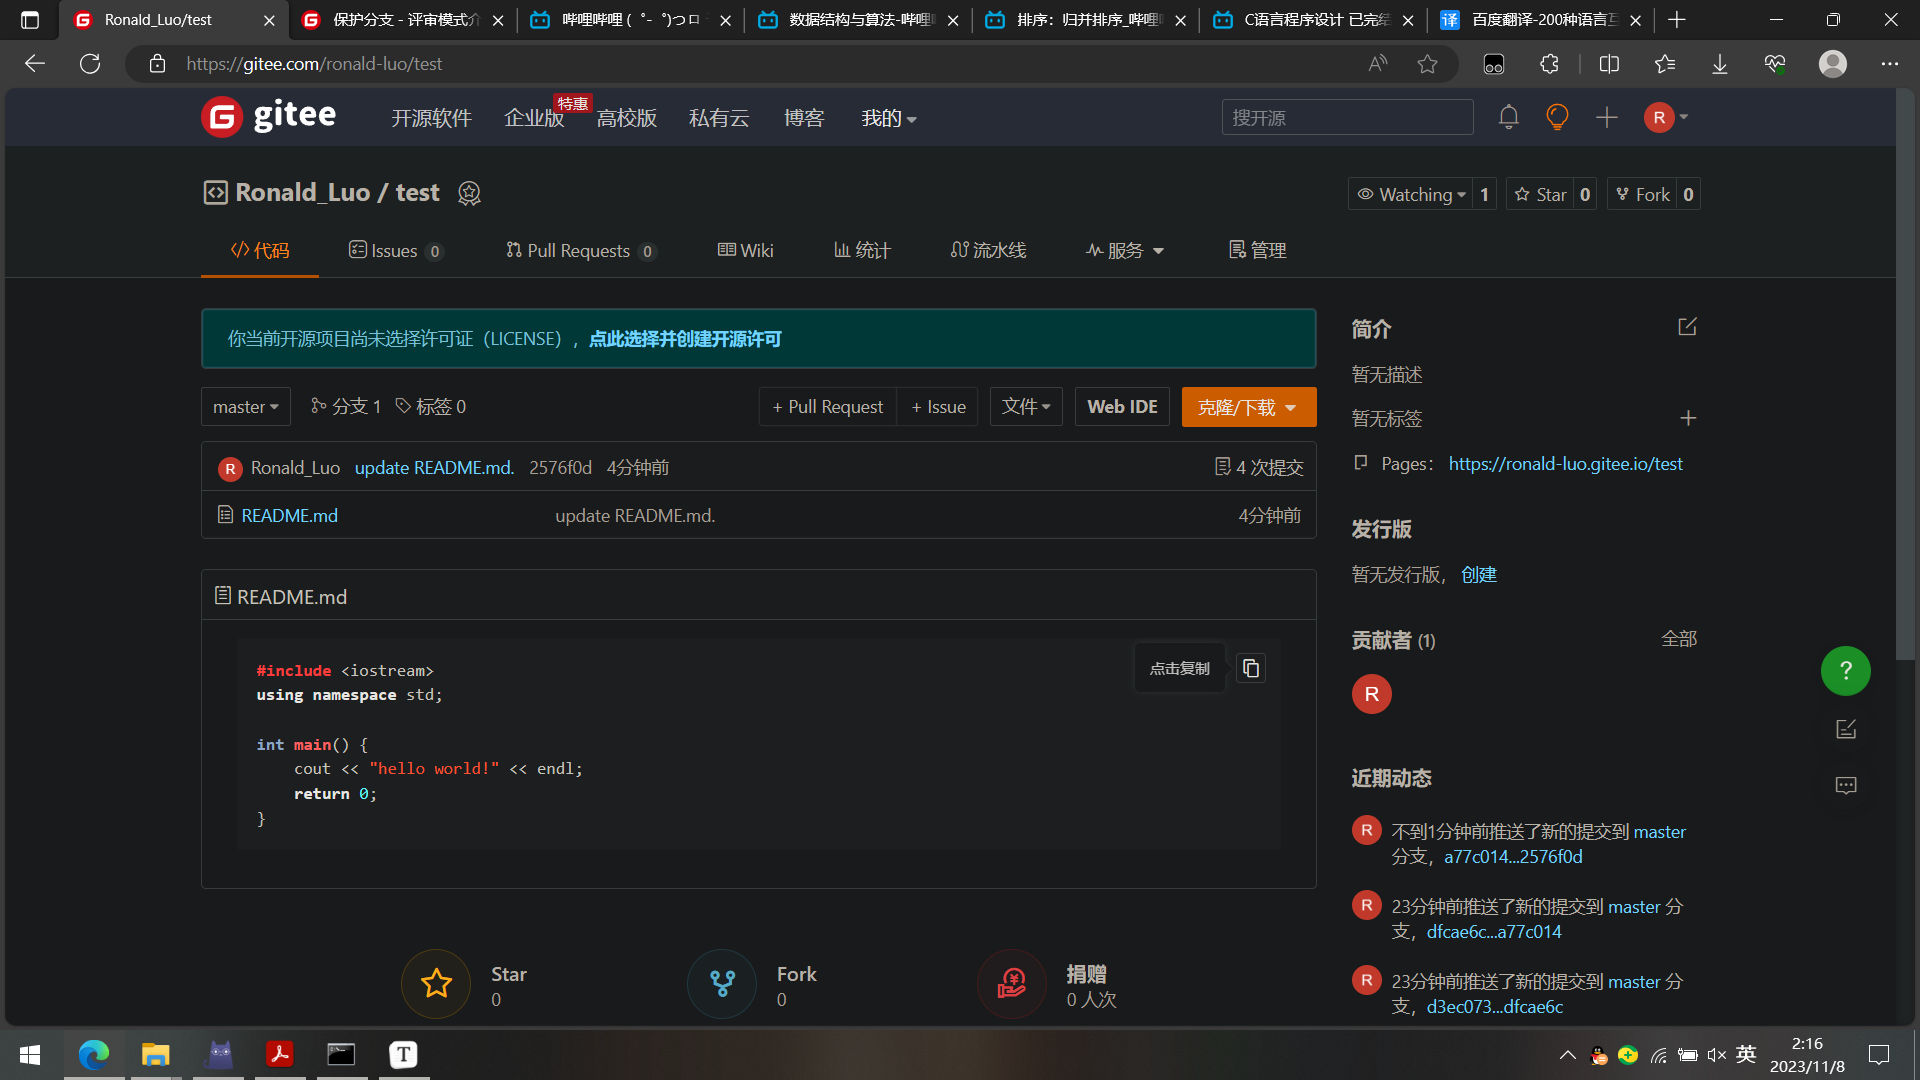 Ronald_Luo/test
保护分支 - 评审模式介
哔哩哔哩 (゜-゜)つロ
数据结构与算法-哔哩
排序：归并排序_哔哩
C语言程序设计 已完结
百度翻译-200种语言互
https://gitee.com/ronald-luo/test
gitee
开源软件
企业版
特惠
高校版
私有云
博客
我的
搜开源
R
Ronald_Luo / test
Watching 1
Star 0
Fork 0
代码
Issues 0
Pull Requests 0
Wiki
统计
流水线
服务
管理
你当前开源项目尚未选择许可证（LICENSE），点此选择并创建开源许可
master
分支 1
标签 0
+ Pull Request
+ Issue
文件
Web IDE
克隆/下载
R Ronald_Luo update README.md. 2576f0d 4分钟前
4 次提交
README.md update README.md. 4分钟前
README.md
#include <iostream>
using namespace std;
int main() {
cout << "hello world!" << endl;
return 0;
}
点击复制
Star
0
Fork
0
捐赠
0 人次
简介
暂无描述
暂无标签
Pages: https://ronald-luo.gitee.io/test
发行版
暂无发行版，创建
贡献者 (1)
全部
R
近期动态
R 不到1分钟前推送了新的提交到 master
分支，a77c014...2576f0d
R 23分钟前推送了新的提交到 master 分
支，dfcae6c...a77c014
R 23分钟前推送了新的提交到 master 分
支，d3ec073...dfcae6c
?
T
英
2:16
2023/11/8